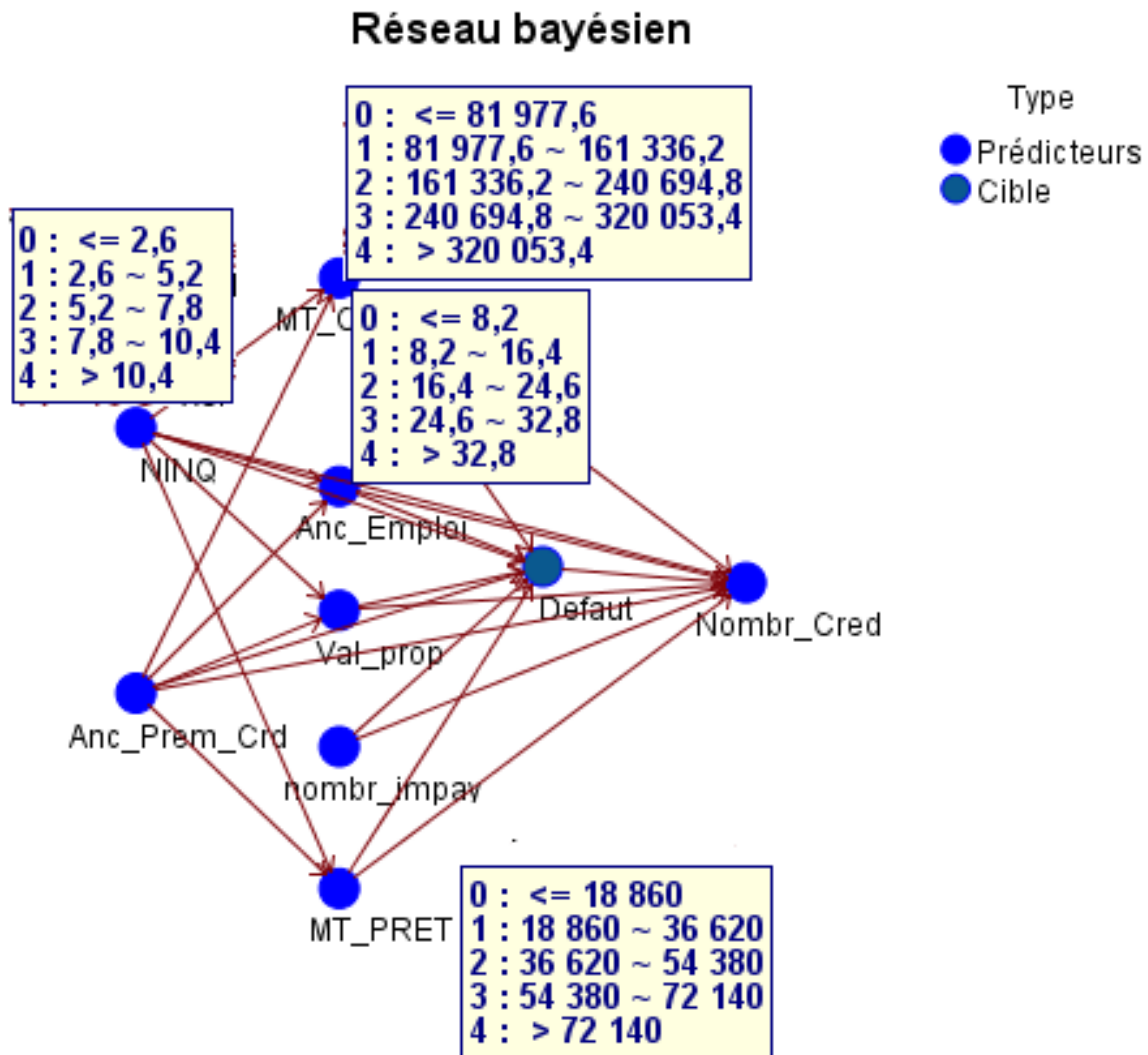 Réseau bayésien
Type
Prédicteurs
Cible
0 : <= 81 977,6
1 : 81 977,6 ~ 161 336,2
2 : 161 336,2 ~ 240 694,8
3 : 240 694,8 ~ 320 053,4
4 : > 320 053,4
0 : <= 2,6
1 : 2,6 ~ 5,2
2 : 5,2 ~ 7,8
3 : 7,8 ~ 10,4
4 : > 10,4
0 : <= 8,2
1 : 8,2 ~ 16,4
2 : 16,4 ~ 24,6
3 : 24,6 ~ 32,8
4 : > 32,8
NINQ
Anc_Emploi
Defaut
Nombr_Cred
Val_prop
Anc_Prem_Crd
nombr_impay
MT_PRET
0 : <= 18 860
1 : 18 860 ~ 36 620
2 : 36 620 ~ 54 380
3 : 54 380 ~ 72 140
4 : > 72 140